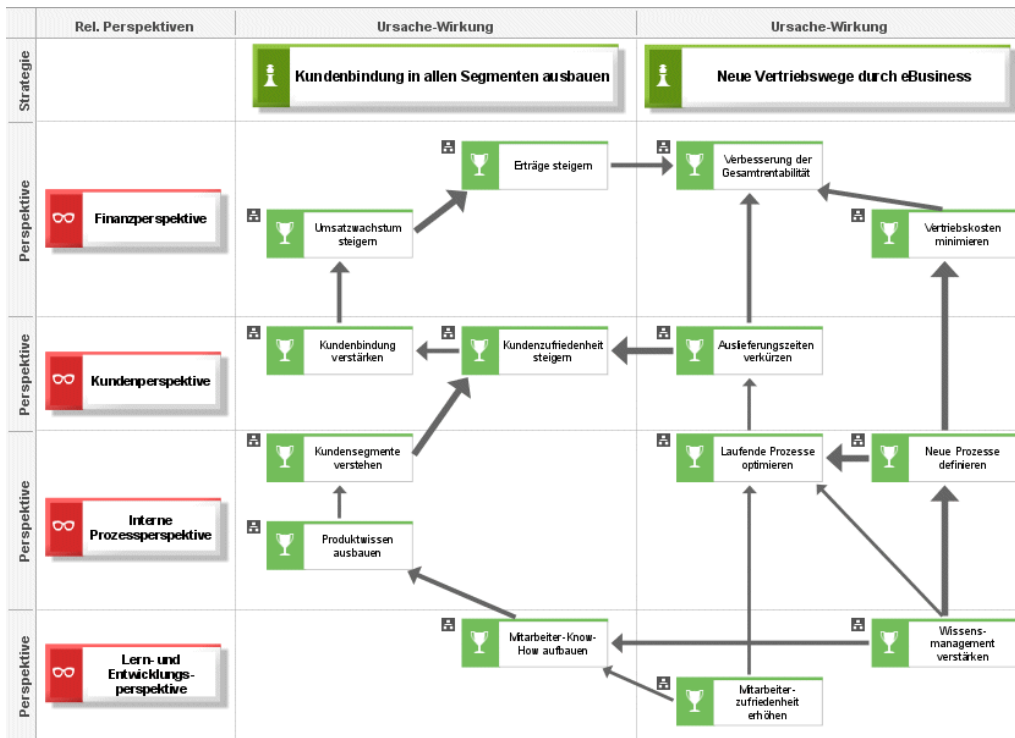 Rel. Perspektiven
Ursache-Wirkung
Ursache-Wirkung
Strategie
Kundenbindung in allen Segmenten ausbauen
Neue Vertriebswege durch eBusiness
Perspektive
Finanzperspektive
Erträge steigern
Verbesserung der
Gesamtrentabilität
Umsatzwachstum
steigern
Vertriebskosten
minimieren
Perspektive
Kundenperspektive
Kundenbindung
verstärken
Kundenzufriedenheit
steigern
Auslieferungszeiten
verkürzen
Perspektive
Interne
Prozessperspektive
Kundensegmente
verstehen
Laufende Prozesse
optimieren
Neue Prozesse
definieren
Produktwissen
ausbauen
Perspektive
Lern- und
Entwicklungs-
perspektive
Mitarbeiter-Know-
How aufbauen
Wissens-
management
verstärken
Mitarbeiter-
zufriedenheit
erhöhen